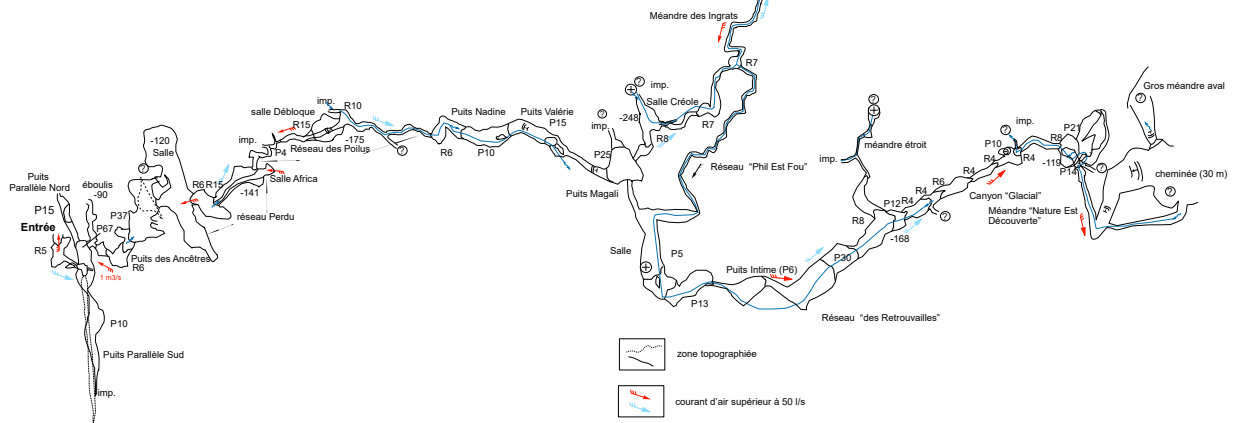 Méandre des Ingrats
R7
?
imp.
Salle Créole
-248
R8
R7
?
imp.
P25
Puits Magali
Réseau "Phil Est Fou"
Salle
P5
P13
salle Débloque
imp.
R10
R15
-175
Réseau des Poilus
?
R6
Puits Nadine
P10
Puits Valérie
P15
imp.
P4
Salle Africa
-141
réseau Perdu
R6
R15
-120
Salle
?
Puits
Parallèle Nord
éboulis
-90
P15
Entrée
R5
P37
P67
Puits des Ancêtres
R6
1 m3/s
P10
Puits Parallèle Sud
imp.
?
méandre étroit
imp.
R8
P12
-168
R4
R4
R6
?
R4
R4
R4
Canyon "Glacial"
P30
Puits Intime (P6)
Réseau "des Retrouvailles"
?
imp.
P10
R8
P21
-119
P14
?
Méandre "Nature Est
Découverte"
Gros méandre aval
?
?
cheminée (30 m)
?
zone topographiée
courant d'air supérieur à 50 l/s